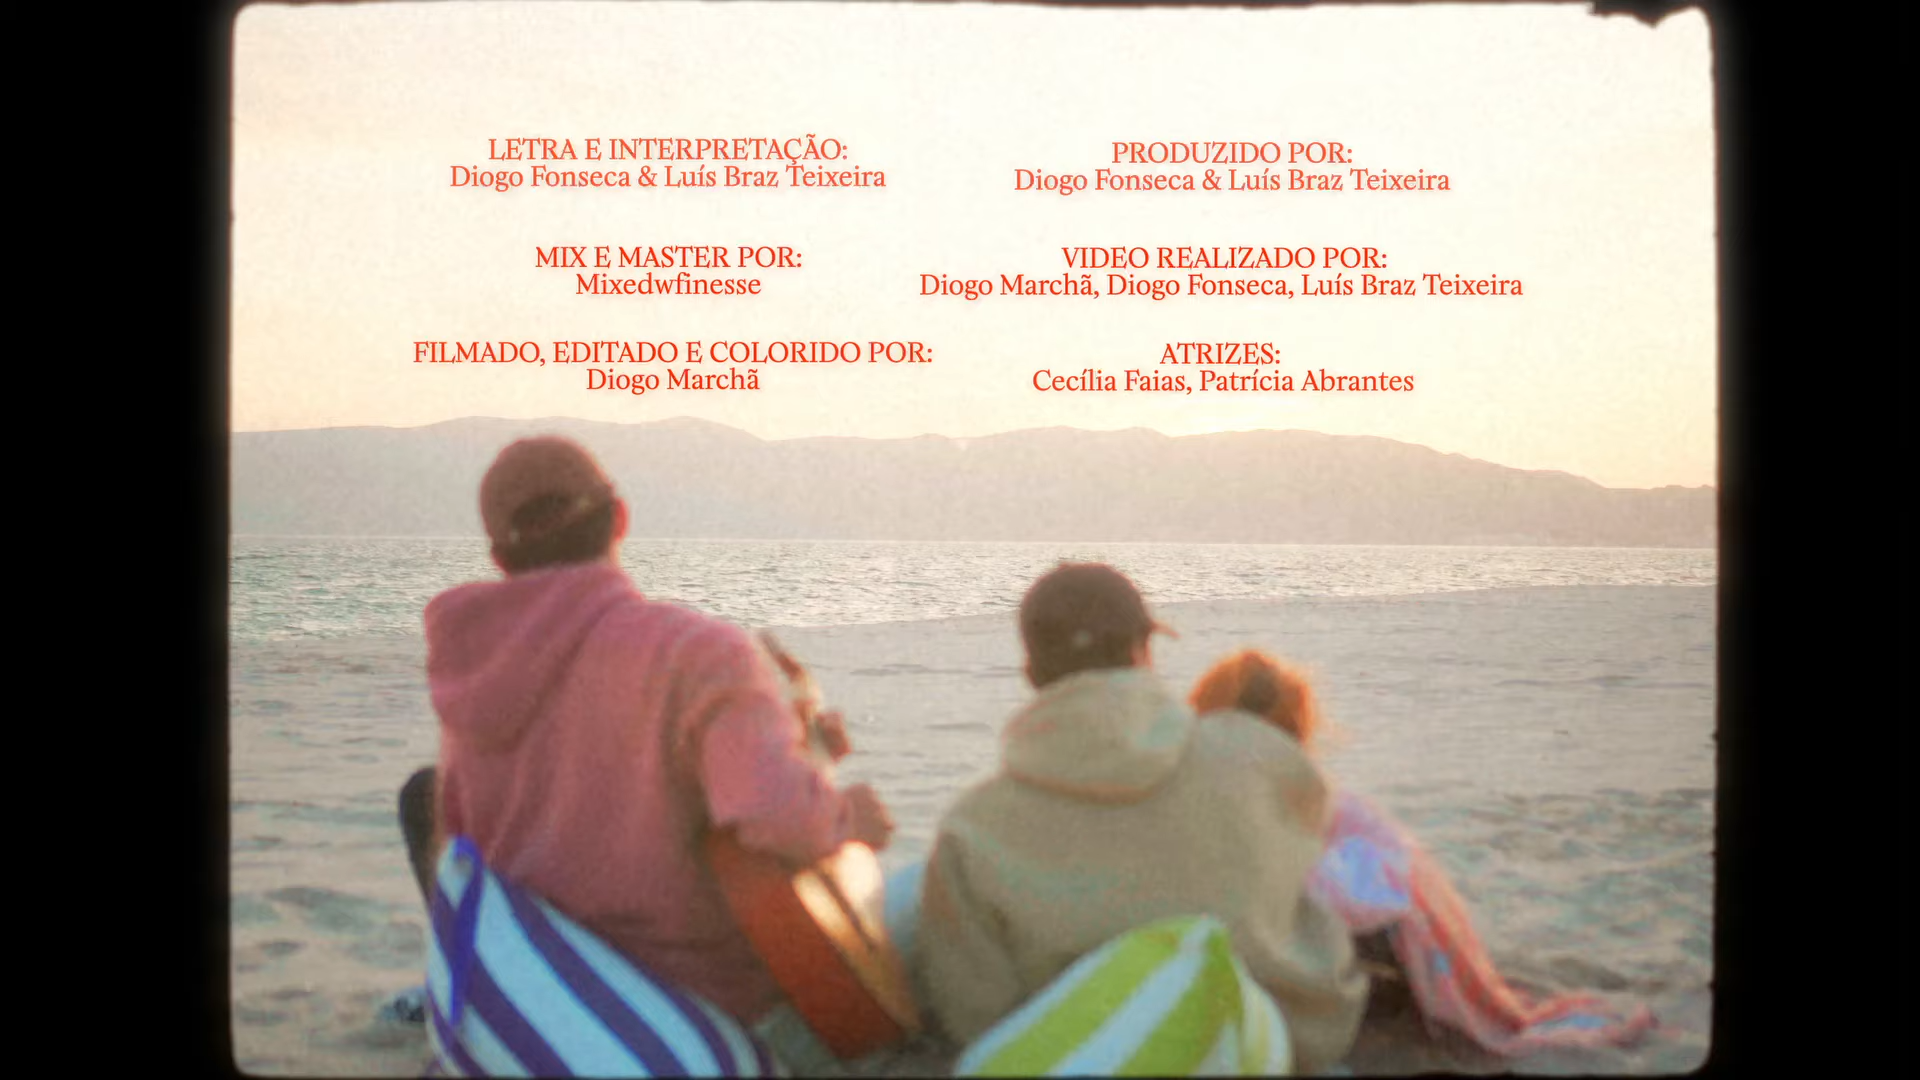 LETRA E INTERPRETAÇÃO:
Diogo Fonseca & Luís Braz Teixeira
PRODUZIDO POR:
Diogo Fonseca & Luís Braz Teixeira
MIX E MASTER POR:
Mixedwfinesse
VIDEO REALIZADO POR:
Diogo Marchã, Diogo Fonseca, Luís Braz Teixeira
FILMADO, EDITADO E COLORIDO POR:
Diogo Marchã
ATRIZES:
Cecília Faias, Patrícia Abrantes